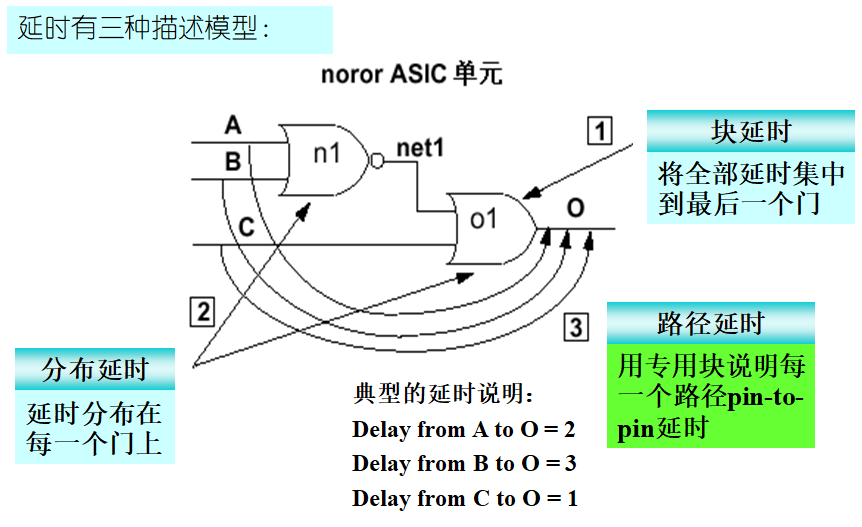 延时有三种描述模型:
noror ASIC 单元
A
B
C
n1
net1
o1
O
1
块延时
将全部延时集中
到最后一个门
2
3
分布延时
延时分布在
每一个门上
路径延时
用专用块说明每
一个路径pin-to-
pin延时
典型的延时说明:
Delay from A to O = 2
Delay from B to O = 3
Delay from C to O = 1